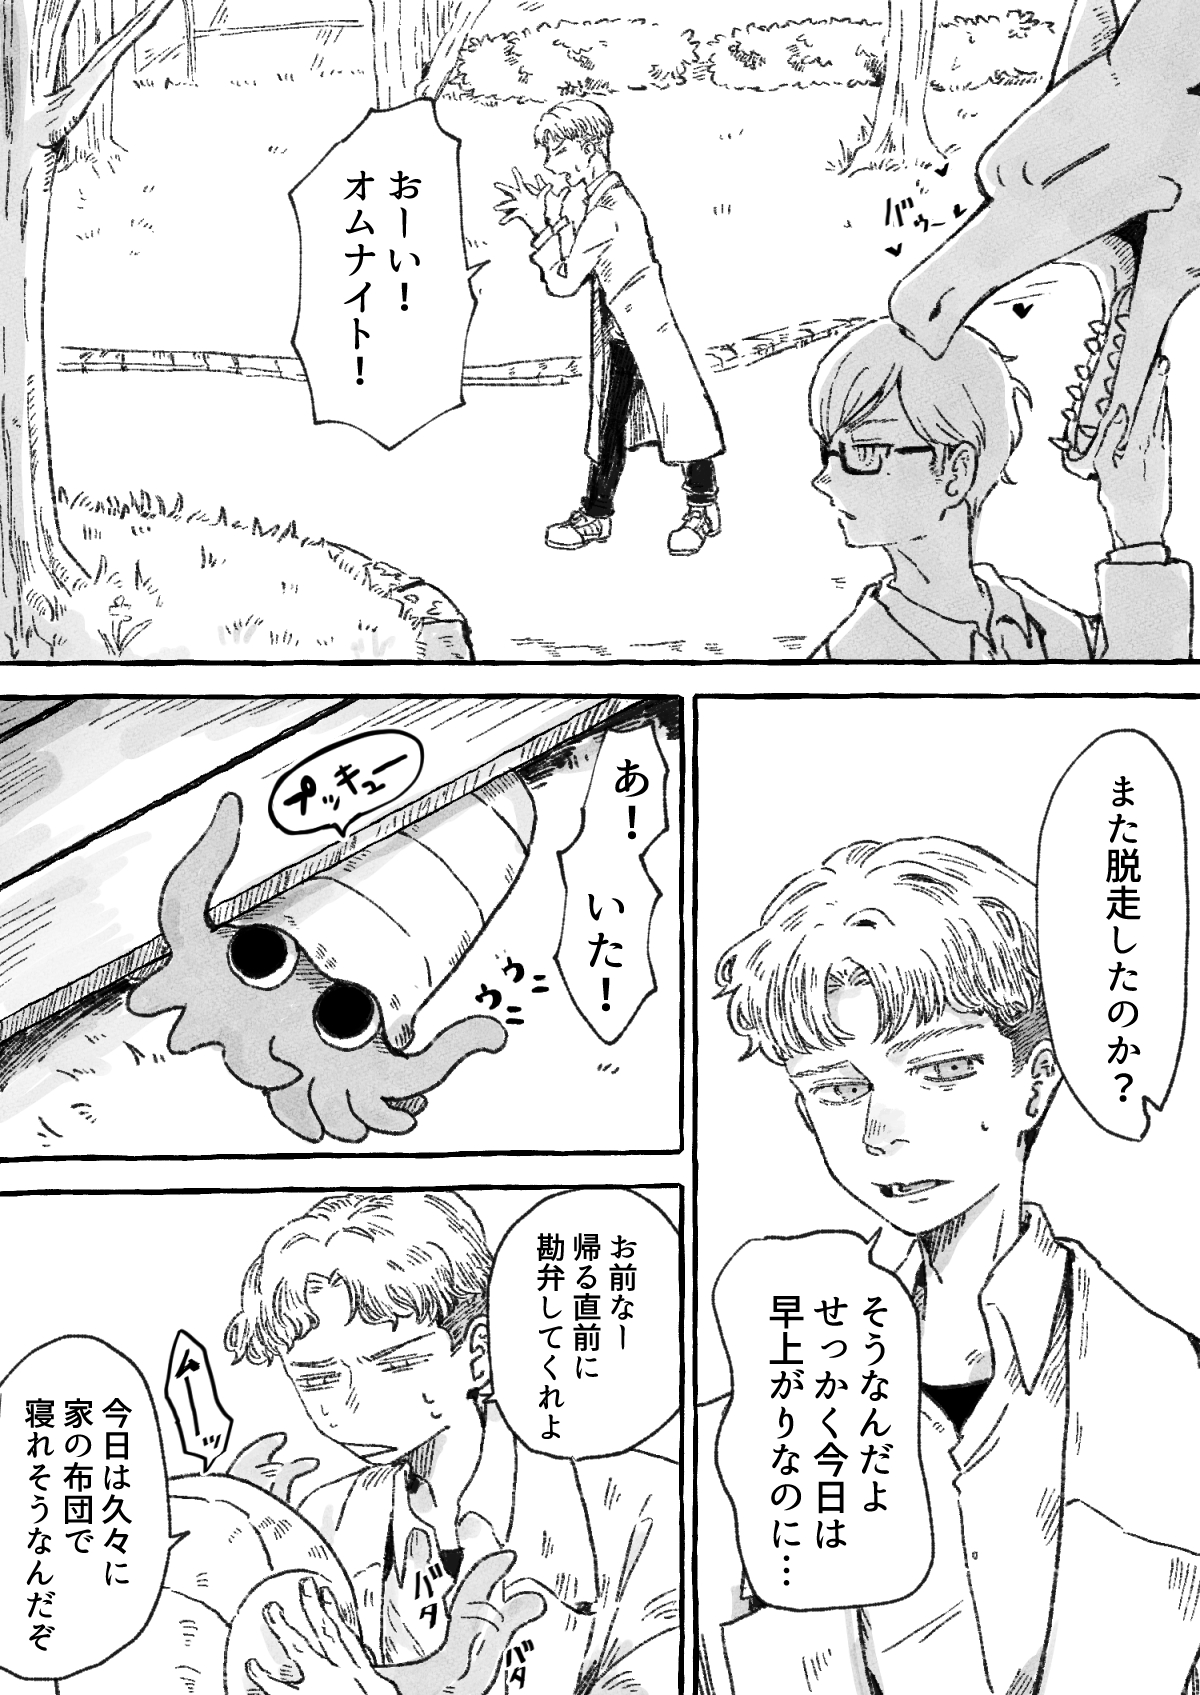 おーい!
オムナイト!
バゥー
また脱走したのか?
そうなんだよ
せっかく今日は
早上がりなのに…
あ!
いた!
プッキュー
ウニ
ウニ
お前なー
帰る直前に
勘弁してくれよ
ムーーッ
バタ
バタ
今日は久々に
家の布団で
寝れそうなんだぞ